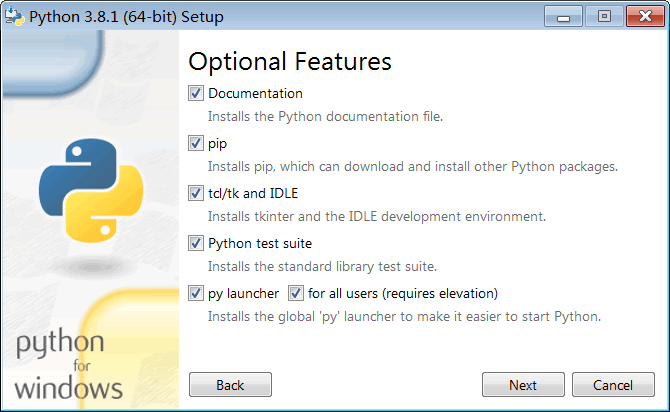 Python 3.8.1 (64-bit) Setup
Optional Features
Documentation
Installs the Python documentation file.
pip
Installs pip, which can download and install other Python packages.
tcl/tk and IDLE
Installs tkinter and the IDLE development environment.
Python test suite
Installs the standard library test suite.
py launcher for all users (requires elevation)
Installs the global 'py' launcher to make it easier to start Python.
python
for
windows
Back Next Cancel